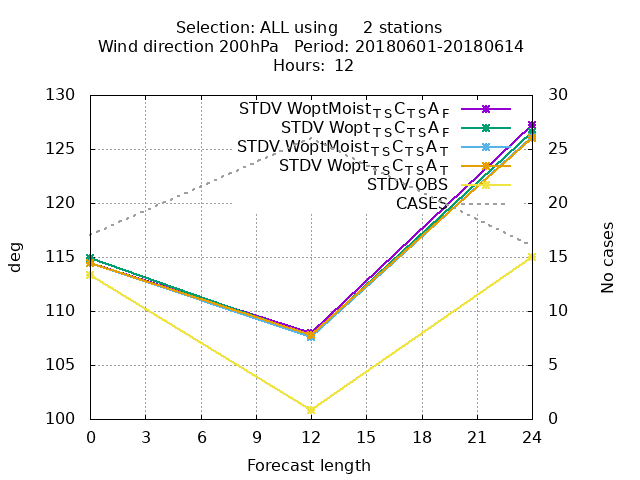 Selection: ALL using 2 stations
Wind direction 200hPa Period: 20180601-20180614
Hours: 12
130
125
120
115
110
105
100
deg
STDV WoptMoist_TS C_TS A_F
STDV Wopt_TS C_TS A_F
STDV WoptMoist_TS C_TS A_T
STDV Wopt_TS C_TS A_T
STDV OBS
CASES
30
25
20
15
10
5
0
No cases
0 3 6 9 12 15 18 21 24
Forecast length